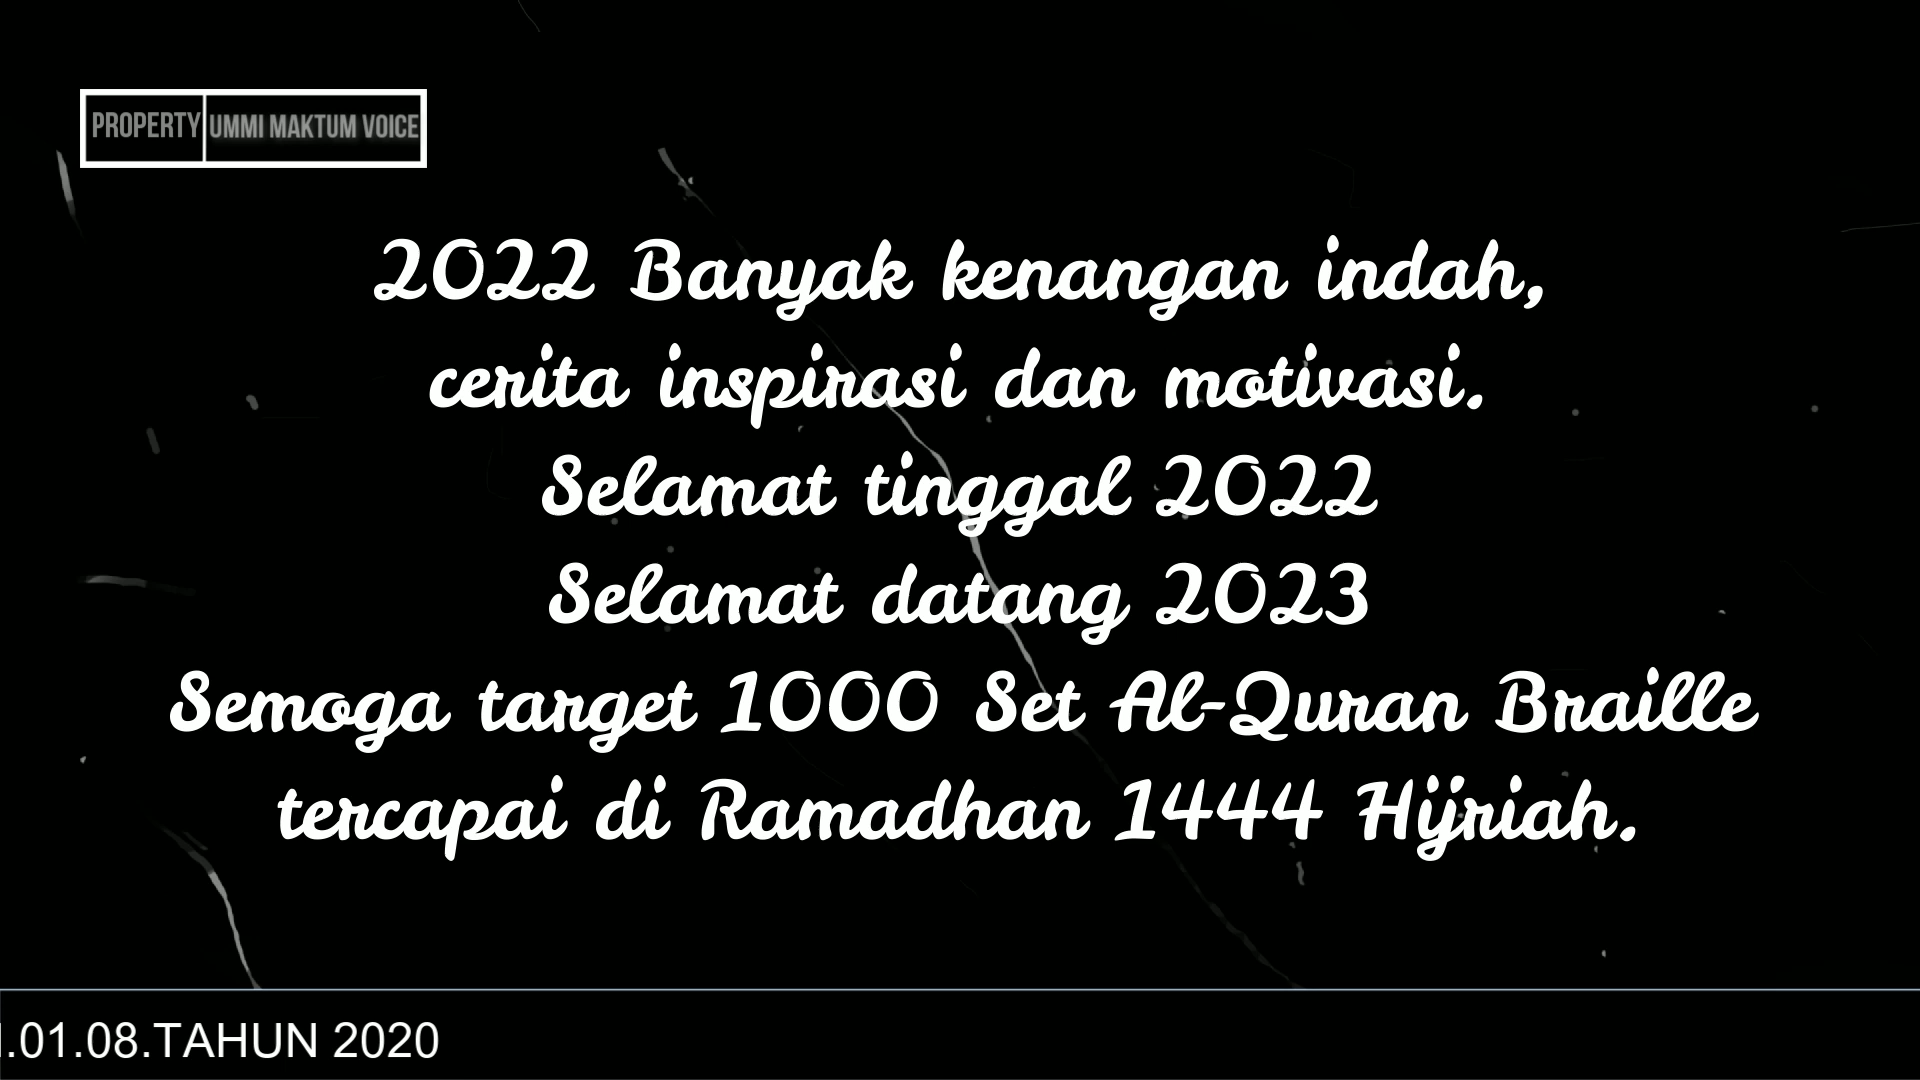 PROPERTY UMMI MAKTUM VOICE
2022 Banyak kenangan indah,
cerita inspirasi dan motivasi.
Selamat tinggal 2022
Selamat datang 2023
Semoga target 1000 Set Al-Quran Braille
tercapai di Ramadhan 1444 Hijriah.
.01.08.TAHUN 2020